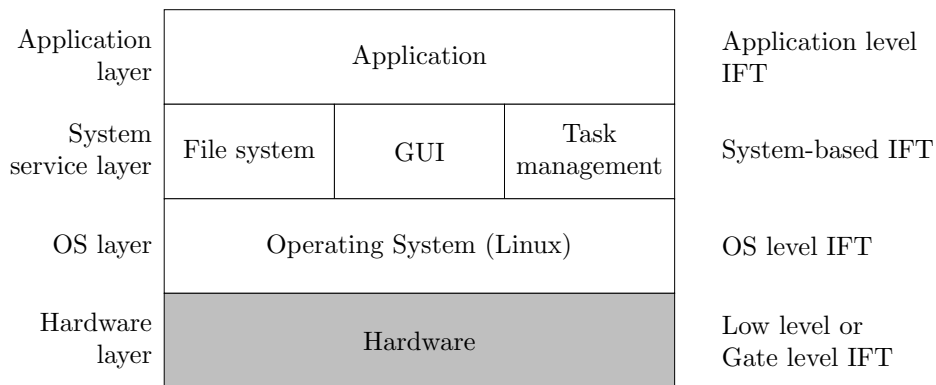 Application
layer
Application
Application level
IFT
System
service layer
File system
GUI
Task
management
System-based IFT
OS layer
Operating System (Linux)
OS level IFT
Hardware
layer
Hardware
Low level or
Gate level IFT